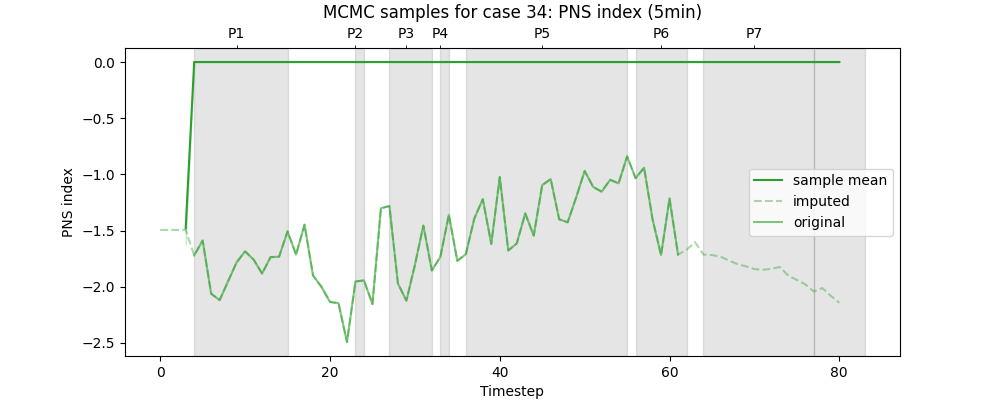 MCMC samples for case 34: PNS index (5min)
P1 P2 P3 P4 P5 P6 P7
0.0
−0.5
−1.0
−1.5
−2.0
−2.5
PNS index
sample mean
imputed
original
0 20 40 60 80
Timestep